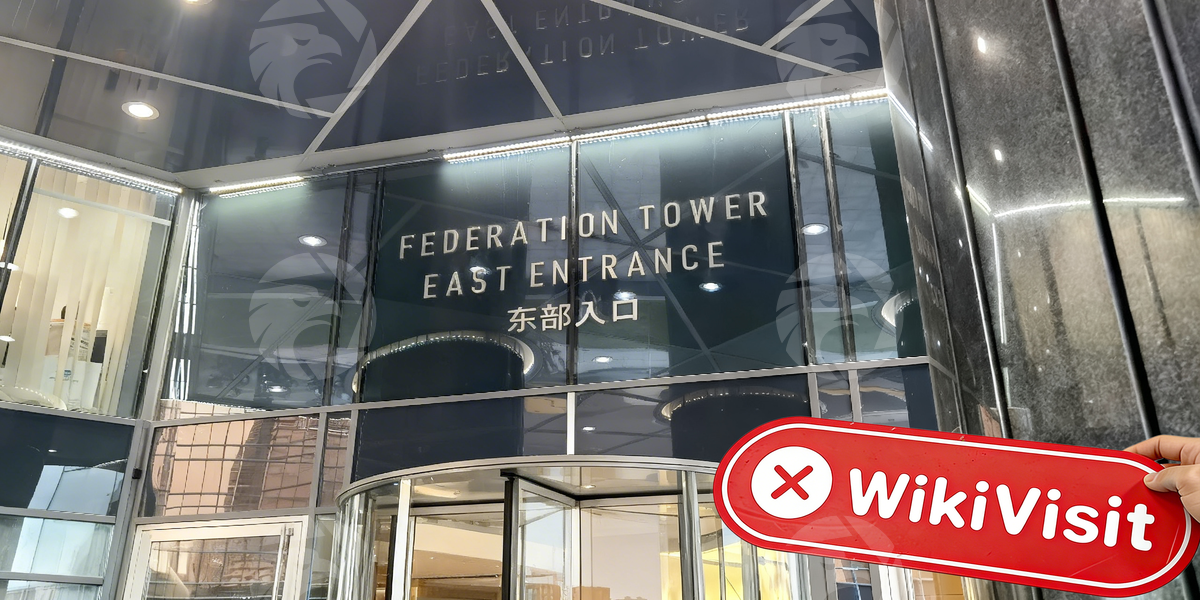 FEDERATION TOWER
EAST ENTRANCE
东部入口
WikiVisit